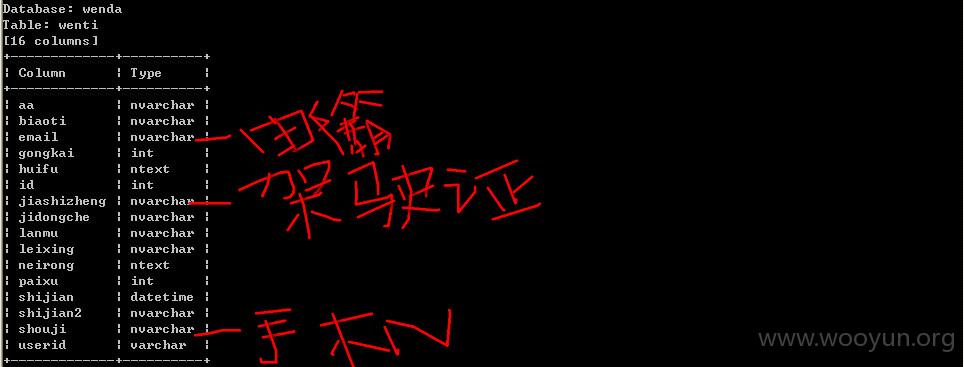 Database: wenda
Table: wenti
[16 columns]
Column | Type
aa | nvarchar
biaoti | nvarchar
email | nvarchar
邮箱
gongkai | int
huifu | ntext
id | int
jiashizheng | nvarchar
架驶证
jidongche | nvarchar
lanmu | nvarchar
leixing | nvarchar
neirong | ntext
paixu | int
shijian | datetime
shijian2 | nvarchar
shouji | nvarchar
手机
userid | varchar
www.wooyun.org